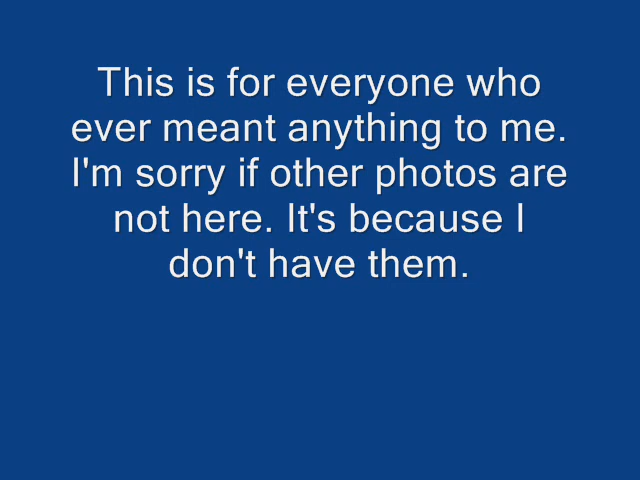 This is for everyone who
ever meant anything to me.
I'm sorry if other photos are
not here. It's because I
don't have them.